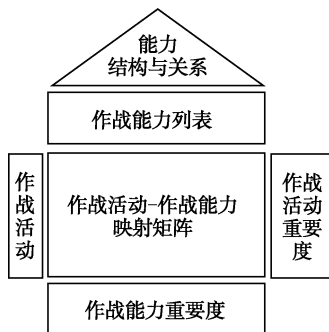 能力
结构与关系
作战能力列表
作
战
活
动
作战活动-作战能力
映射矩阵
作战
活动
重要
度
作战能力重要度